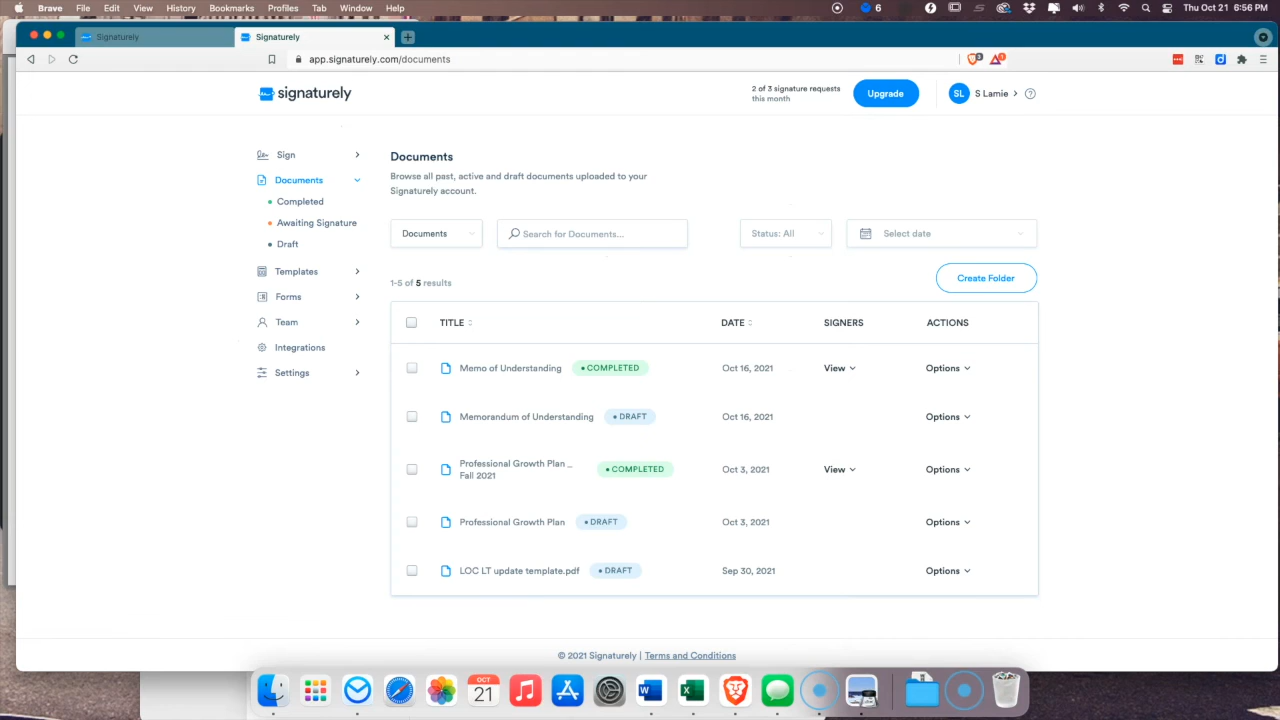 Brave File Edit View History Bookmarks Profiles Tab Window Help
Thu Oct 21
Signaturely
Signaturely
app.signaturely.com/documents
signaturely
2 of 3 signature requests
this month
Upgrade
SL S Lamie
Sign
Documents
Completed
Awaiting Signature
Draft
Templates
Forms
Team
Integrations
Settings
Documents
Browse all past, active and draft documents uploaded to your
Signaturely account.
Documents
Search for Documents...
Status: All
Select date
1-5 of 5 results
Create Folder
TITLE DATE SIGNERS ACTIONS
Memo of Understanding COMPLETED Oct 16, 2021 View Options
Memorandum of Understanding DRAFT Oct 16, 2021 Options
Professional Growth Plan _
Fall 2021 COMPLETED Oct 3, 2021 View Options
Professional Growth Plan DRAFT Oct 3, 2021 Options
LOC LT update template.pdf DRAFT Sep 30, 2021 Options
© 2021 Signaturely | Terms and Conditions
OCT
21